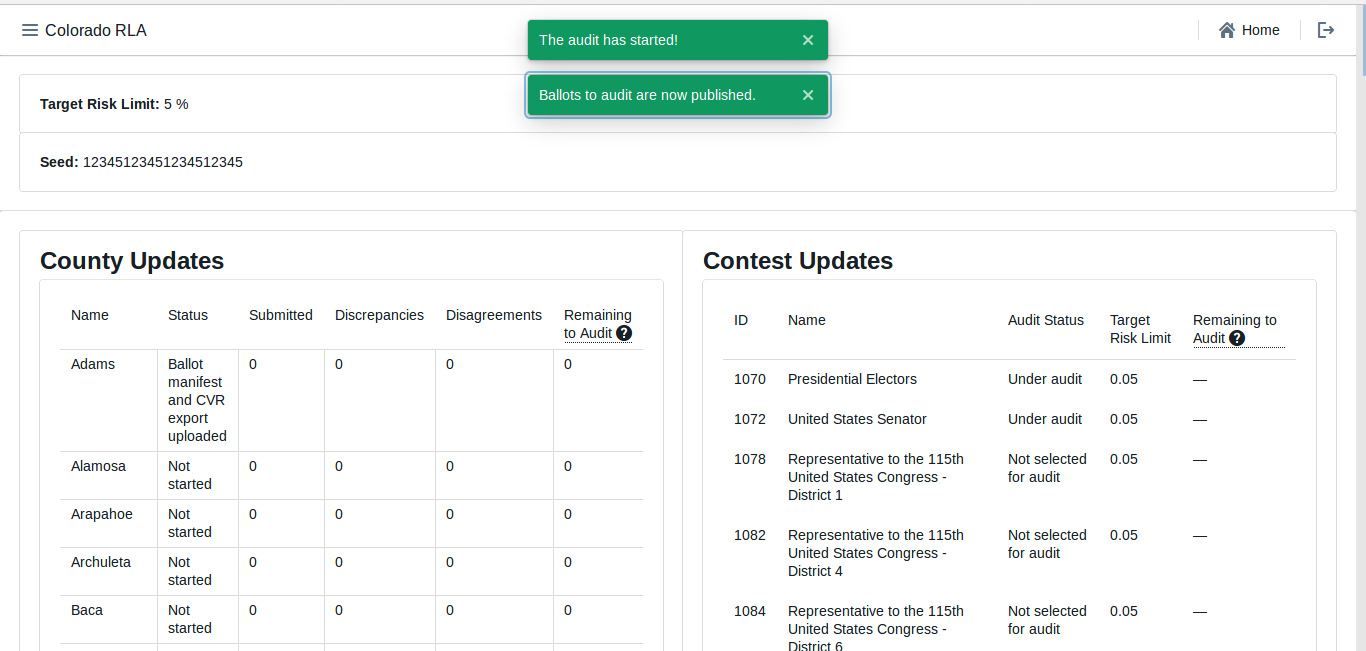 Colorado RLA
Home
The audit has started!
Ballots to audit are now published.
Target Risk Limit: 5 %
Seed: 12345123451234512345
County Updates
Name Status Submitted Discrepancies Disagreements Remaining
to Audit ?
Adams Ballot 0 0 0 0
manifest
and CVR
export
uploaded
Alamosa Not 0 0 0 0
started
Arapahoe Not 0 0 0 0
started
Archuleta Not 0 0 0 0
started
Baca Not 0 0 0 0
started
Contest Updates
ID Name Audit Status Target Remaining to
Risk Limit Audit ?
1070 Presidential Electors Under audit 0.05 —
1072 United States Senator Under audit 0.05 —
1078 Representative to the 115th Not selected 0.05 —
United States Congress - for audit
District 1
1082 Representative to the 115th Not selected 0.05 —
United States Congress - for audit
District 4
1084 Representative to the 115th Not selected 0.05 —
United States Congress - for audit
District 6